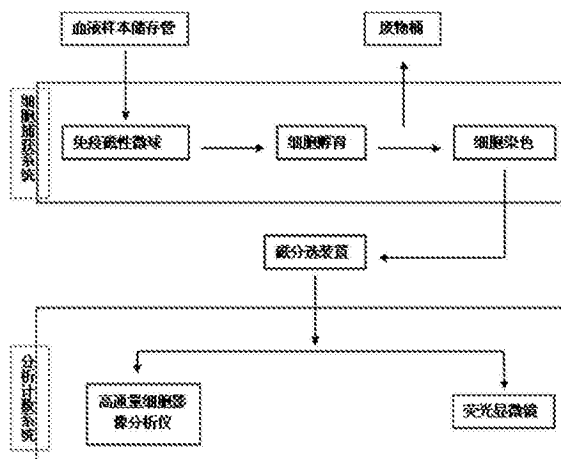 血液样本储存管
废物桶
细胞捕获系统
免疫磁性微球
细胞孵育
细胞染色
磁分选装置
分析计数系统
高速量细胞影
像分析仪
荧光显微镜